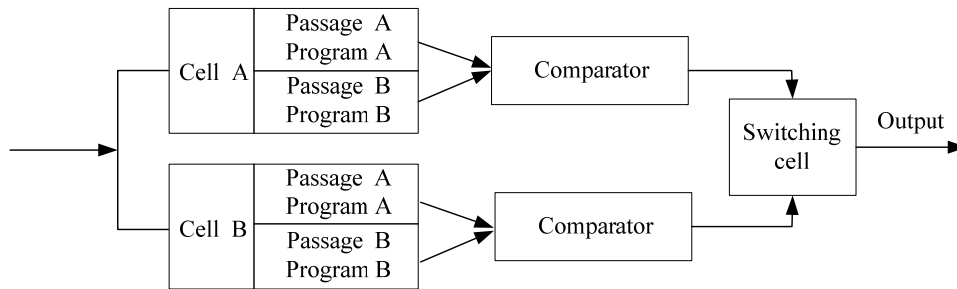 Cell A
Passage A
Program A
Passage B
Program B
Comparator
Switching
cell
Output
Cell B
Passage A
Program A
Passage B
Program B
Comparator